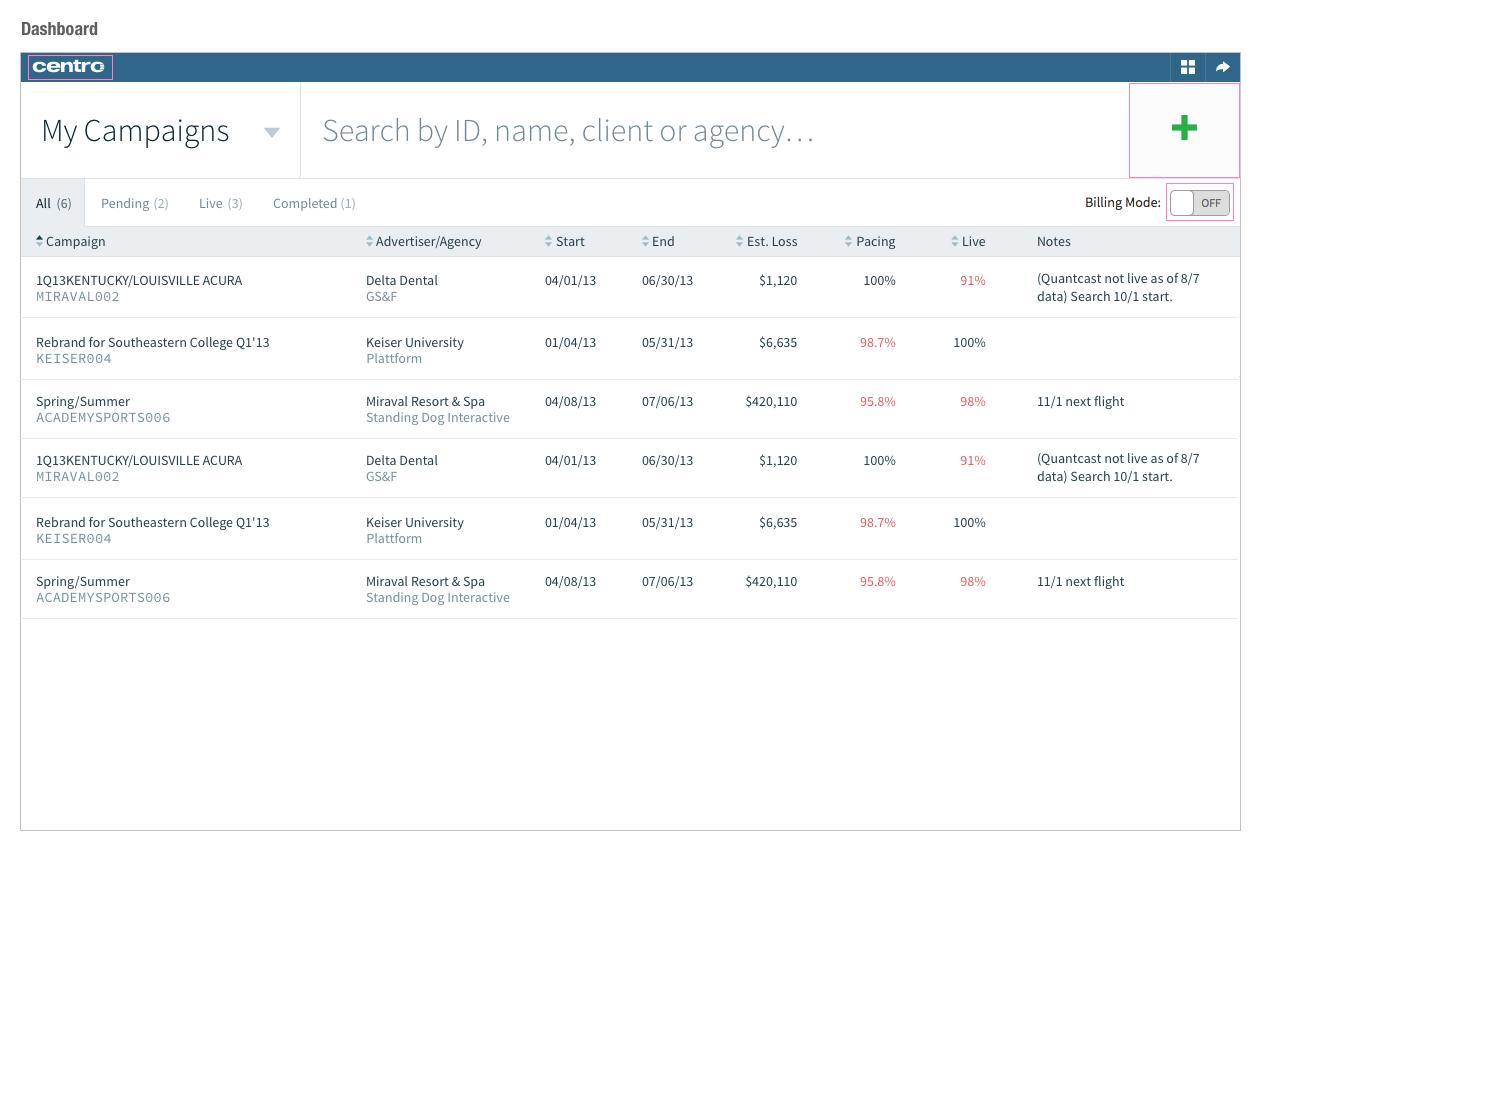 Dashboard
centro
My Campaigns
Search by ID, name, client or agency...
All (6) Pending (2) Live (3) Completed (1) Billing Mode: OFF
Campaign Advertiser/Agency Start End Est. Loss Pacing Live Notes
1Q13KENTUCKY/LOUISVILLE ACURA Delta Dental 04/01/13 06/30/13 $1,120 100% 91% (Quantcast not live as of 8/7
MIRAVAL002 GS&F data) Search 10/1 start.
Rebrand for Southeastern College Q1'13 Keiser University 01/04/13 05/31/13 $6,635 98.7% 100%
KEISER004 Plattform
Spring/Summer Miraval Resort & Spa 04/08/13 07/06/13 $420,110 95.8% 98% 11/1 next flight
ACADEMYSPORTS006 Standing Dog Interactive
1Q13KENTUCKY/LOUISVILLE ACURA Delta Dental 04/01/13 06/30/13 $1,120 100% 91% (Quantcast not live as of 8/7
MIRAVAL002 GS&F data) Search 10/1 start.
Rebrand for Southeastern College Q1'13 Keiser University 01/04/13 05/31/13 $6,635 98.7% 100%
KEISER004 Plattform
Spring/Summer Miraval Resort & Spa 04/08/13 07/06/13 $420,110 95.8% 98% 11/1 next flight
ACADEMYSPORTS006 Standing Dog Interactive